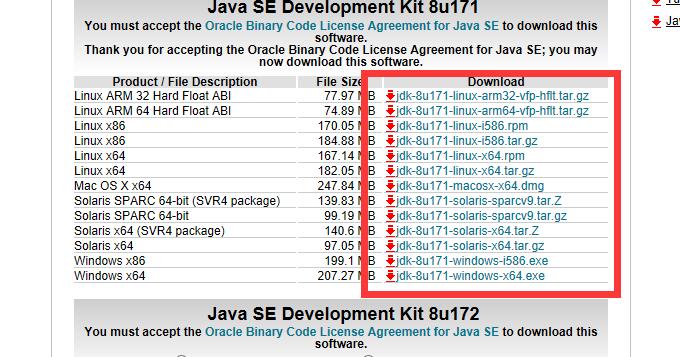 Java SE Development Kit 8u171
You must accept the Oracle Binary Code License Agreement for Java SE to download this
software.
Thank you for accepting the Oracle Binary Code License Agreement for Java SE; you may
now download this software.
Product / File Description File Size Download
Linux ARM 32 Hard Float ABI 77.97 MB jdk-8u171-linux-arm32-vfp-hflt.tar.gz
Linux ARM 64 Hard Float ABI 74.89 MB jdk-8u171-linux-arm64-vfp-hflt.tar.gz
Linux x86 170.05 MB jdk-8u171-linux-i586.rpm
Linux x86 184.88 MB jdk-8u171-linux-i586.tar.gz
Linux x64 167.14 MB jdk-8u171-linux-x64.rpm
Linux x64 182.05 MB jdk-8u171-linux-x64.tar.gz
Mac OS X x64 247.84 MB jdk-8u171-macosx-x64.dmg
Solaris SPARC 64-bit (SVR4 package) 139.83 MB jdk-8u171-solaris-sparcv9.tar.Z
Solaris SPARC 64-bit 99.19 MB jdk-8u171-solaris-sparcv9.tar.gz
Solaris x64 (SVR4 package) 140.6 MB jdk-8u171-solaris-x64.tar.Z
Solaris x64 97.05 MB jdk-8u171-solaris-x64.tar.gz
Windows x86 199.1 MB jdk-8u171-windows-i586.exe
Windows x64 207.27 MB jdk-8u171-windows-x64.exe
Java SE Development Kit 8u172
You must accept the Oracle Binary Code License Agreement for Java SE to download this
software.